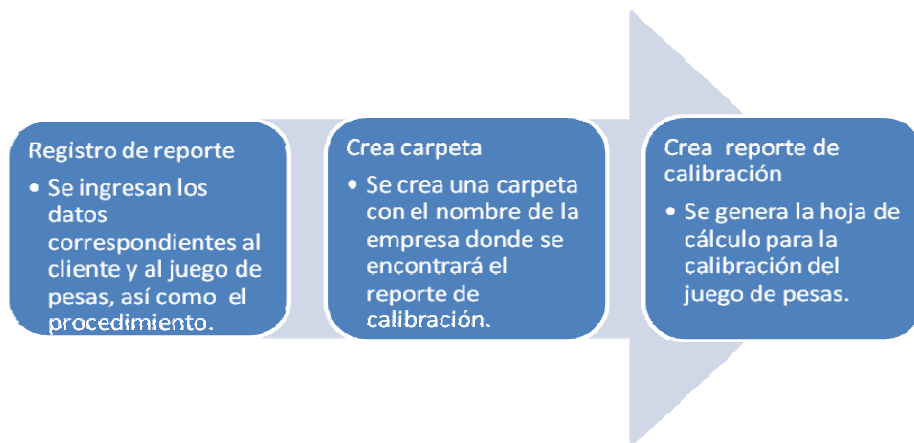 Registro de reporte
• Se ingresan los
datos
correspondientes al
cliente y al juego de
pesas, así como el
procedimiento.
Crea carpeta
• Se crea una carpeta
con el nombre de la
empresa donde se
encontrará el
reporte de
calibración.
Crea reporte de
calibración
• Se genera la hoja de
cálculo para la
calibración del
juego de pesas.